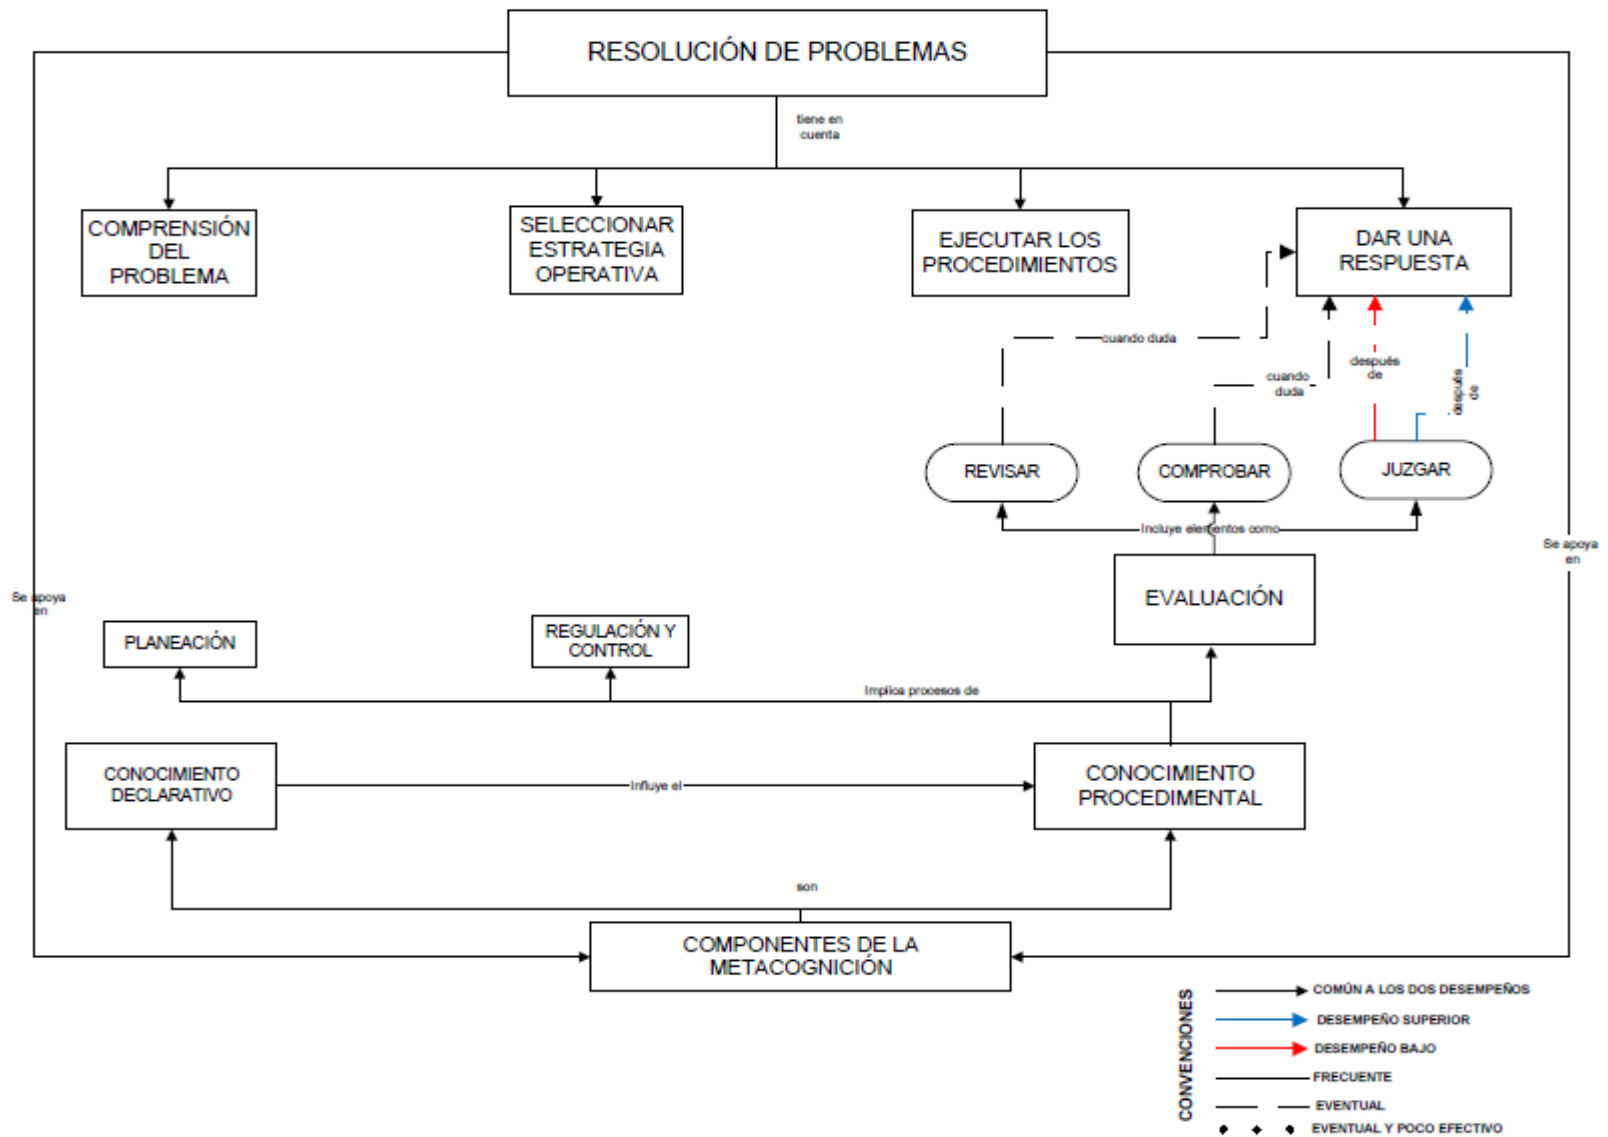 RESOLUCIÓN DE PROBLEMAS
tiene en
cuenta
COMPRENSIÓN
DEL
PROBLEMA
SELECCIONAR
ESTRATEGIA
OPERATIVA
EJECUTAR LOS
PROCEDIMIENTOS
DAR UNA
RESPUESTA
cuando duda
cuando
duda
después
de
después
de
REVISAR
COMPROBAR
JUZGAR
Incluye elementos como
Se apoya
en
EVALUACIÓN
Se apoya
en
PLANEACIÓN
REGULACIÓN Y
CONTROL
Implica procesos de
CONOCIMIENTO
DECLARATIVO
Influye el
CONOCIMIENTO
PROCEDIMENTAL
son
COMPONENTES DE LA
METACOGNICIÓN
CONVENCIONES
COMÚN A LOS DOS DESEMPEÑOS
DESEMPEÑO SUPERIOR
DESEMPEÑO BAJO
FRECUENTE
EVENTUAL
EVENTUAL Y POCO EFECTIVO